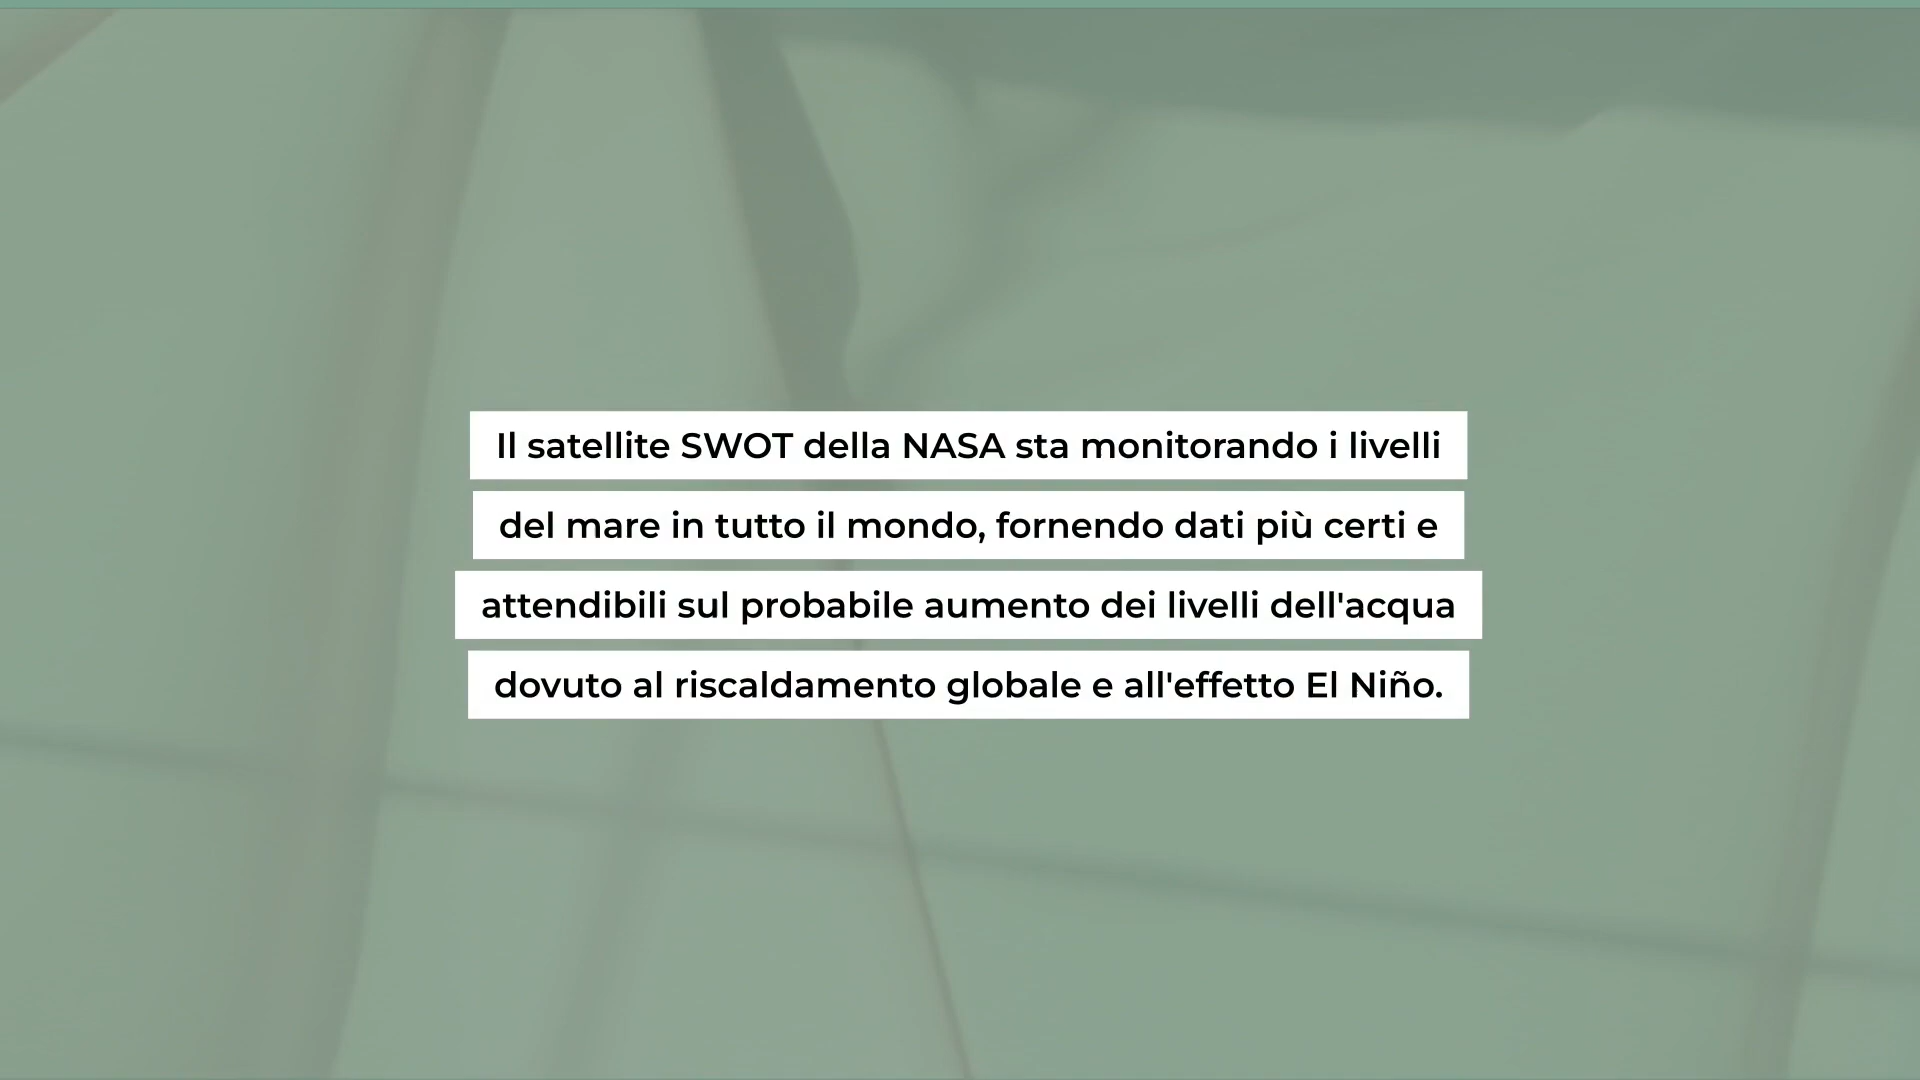 Il satellite SWOT della NASA sta monitorando i livelli
del mare in tutto il mondo, fornendo dati più certi e
attendibili sul probabile aumento dei livelli dell'acqua
dovuto al riscaldamento globale e all'effetto El Niño.